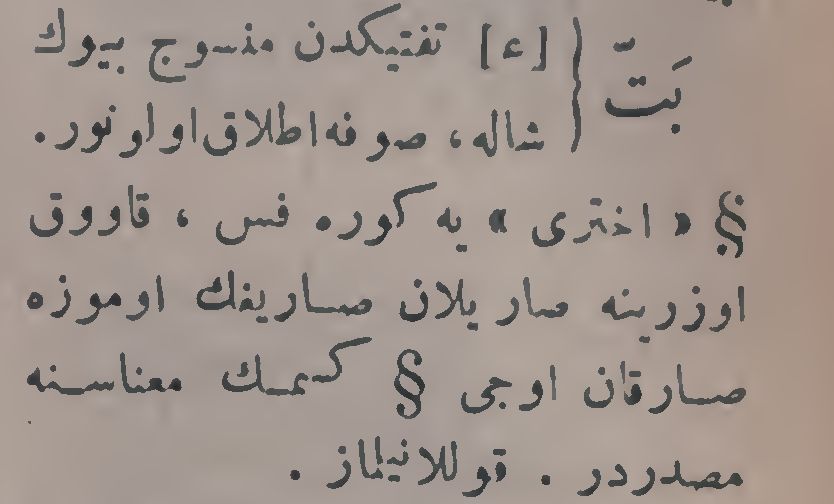 بَتّ { [ع] تفتیکدن منسوج بیوك
شاله، صوفه اطلاق اولونور.
§ « اختری » یه کوره فس ، قاووق
اوزرینه صاریلان صاریغك اوموزه
صارقان اوجی § کسمك معناسنه
مصدردر . قوللانیلماز .